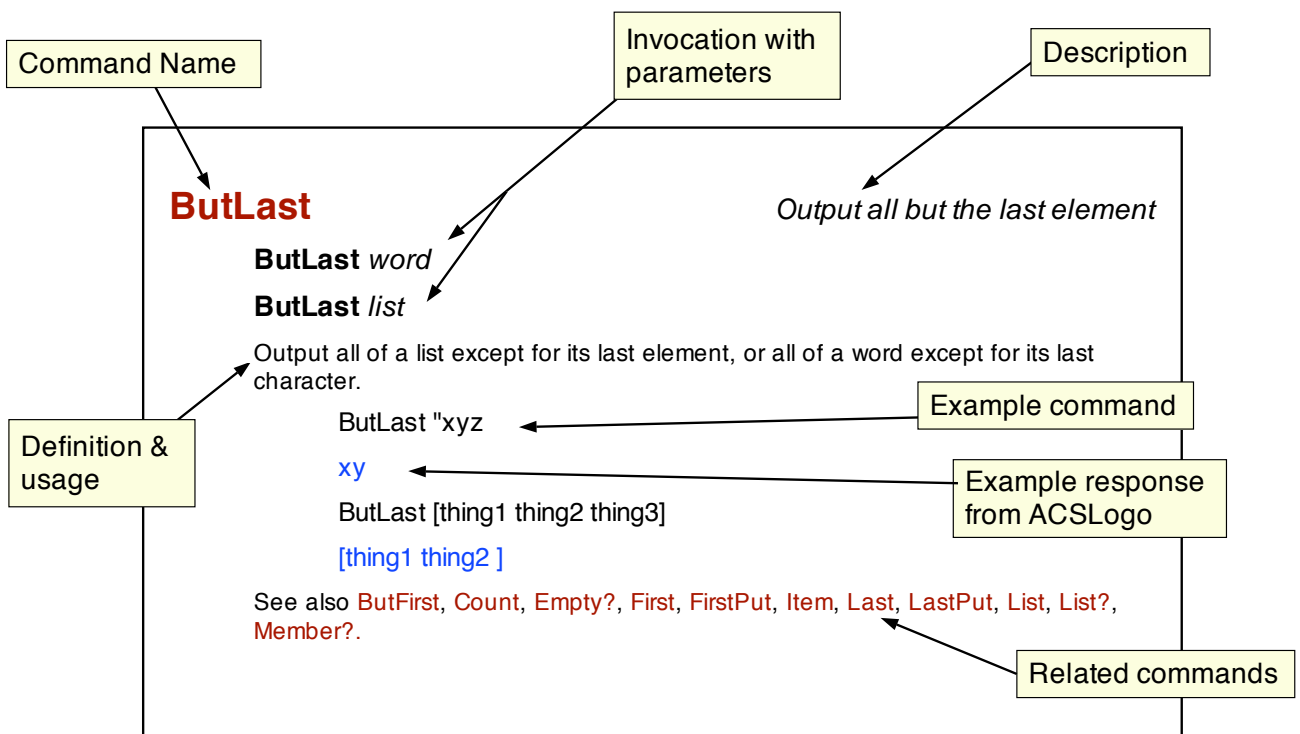 Command Name
Invocation with
parameters
Description
ButLast
Output all but the last element
ButLast word
ButLast list
Output all of a list except for its last element, or all of a word except for its last
character.
Definition &
usage
ButLast "xyz
Example command
xy
Example response
from ACSLogo
ButLast [thing1 thing2 thing3]
[thing1 thing2 ]
See also ButFirst, Count, Empty?, First, FirstPut, Item, Last, LastPut, List, List?,
Member?.
Related commands